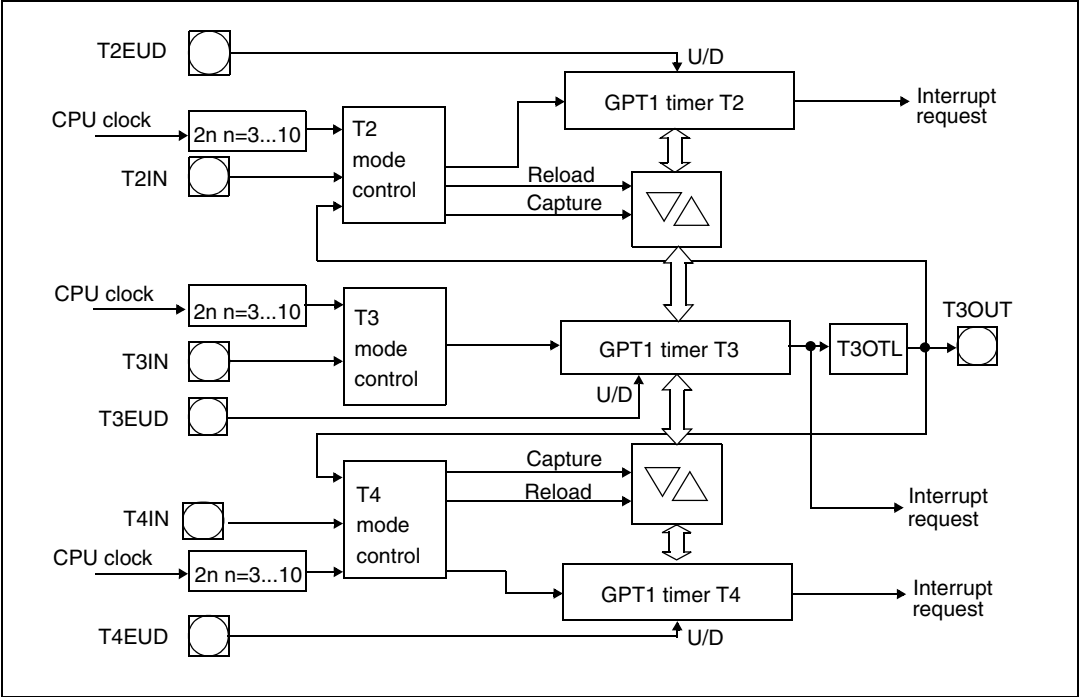 T2EUD
U/D
GPT1 timer T2
Interrupt
request
CPU clock
2n n=3...10
T2
mode
control
T2IN
Reload
Capture
CPU clock
2n n=3...10
T3
mode
control
T3IN
GPT1 timer T3
T3OTL
T3OUT
U/D
T3EUD
Capture
Reload
T4
mode
control
T4IN
Interrupt
request
CPU clock
2n n=3...10
GPT1 timer T4
Interrupt
request
T4EUD
U/D